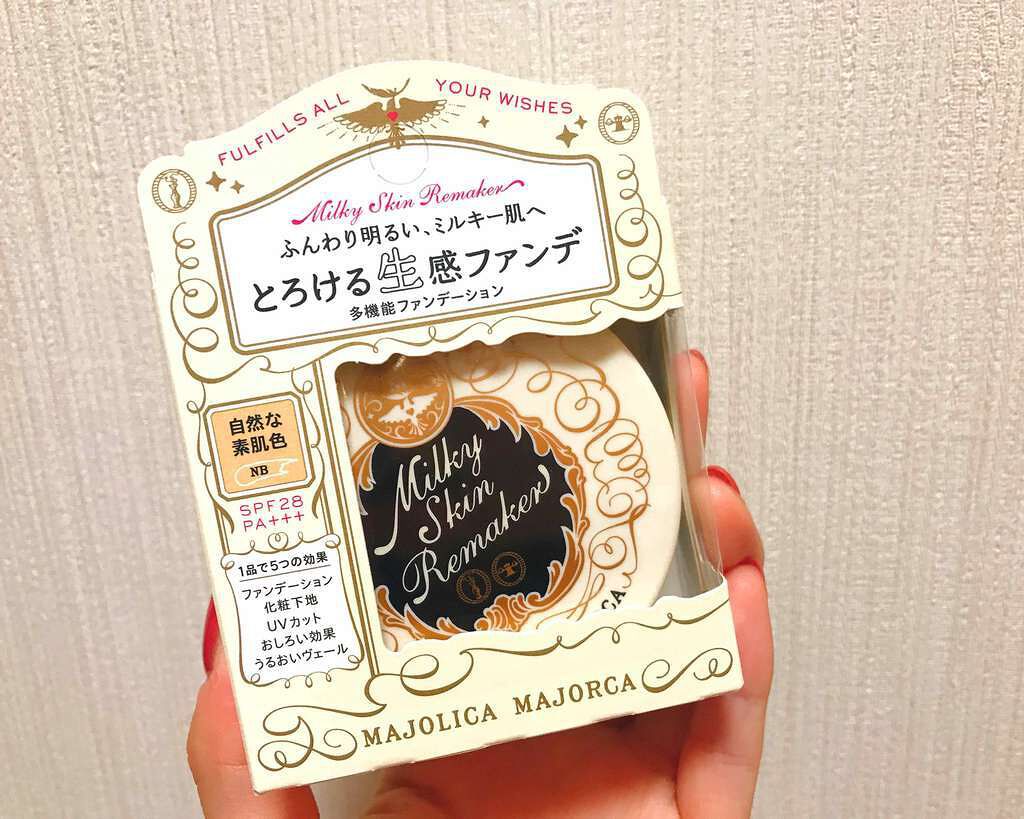 FULFILLS ALL YOUR WISHES
Milky Skin Remaker
ふんわり明るい、ミルキー肌へ
とろける生感ファンデ
多機能ファンデーション
自然な
素肌色
NB
SPF28
PA+++
1品で5つの効果
ファンデーション
化粧下地
UVカット
おしろい効果
うるおいヴェール
Milky
Skin
Remaker
CA
MAJOLICA MAJORCA